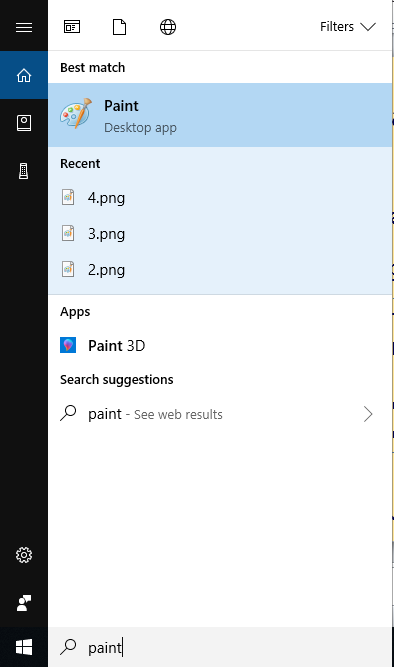 Filters
Best match
Paint
Desktop app
Recent
4.png
3.png
2.png
Apps
Paint 3D
Search suggestions
paint - See web results
paint